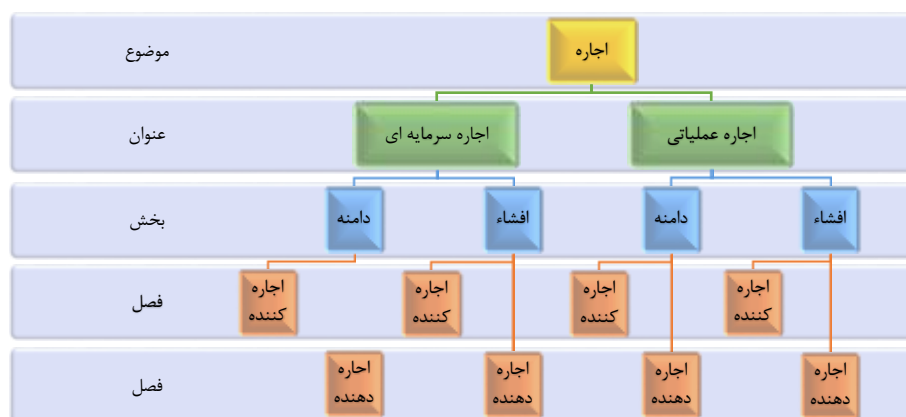 موضوع
اجاره
عنوان
اجاره عملیاتی
اجاره سرمایه ای
بخش
افشاء
دامنه
افشاء
دامنه
فصل
اجاره
کننده
اجاره
کننده
اجاره
کننده
اجاره
کننده
فصل
اجاره
دهنده
اجاره
دهنده
اجاره
دهنده
احاره
دهنده